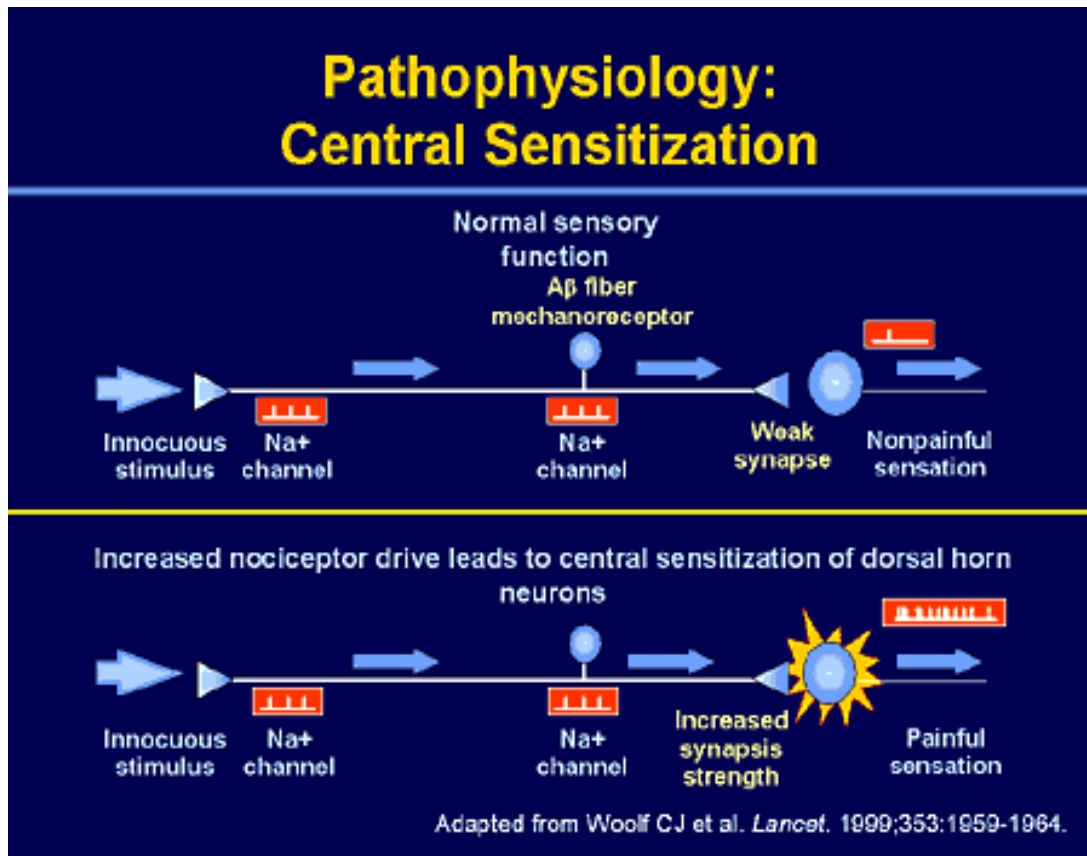 Pathophysiology:
Central Sensitization
Normal sensory
function
Aβ fiber
mechanoreceptor
Innocuous
stimulus
Na+
channel
Na+
channel
Weak
synapse
Nonpainful
sensation
Increased nociceptor drive leads to central sensitization of dorsal horn
neurons
Innocuous
stimulus
Na+
channel
Na+
channel
Increased
synapsis
strength
Painful
sensation
Adapted from Woolf CJ et al. Lancet. 1999;353:1959-1964.